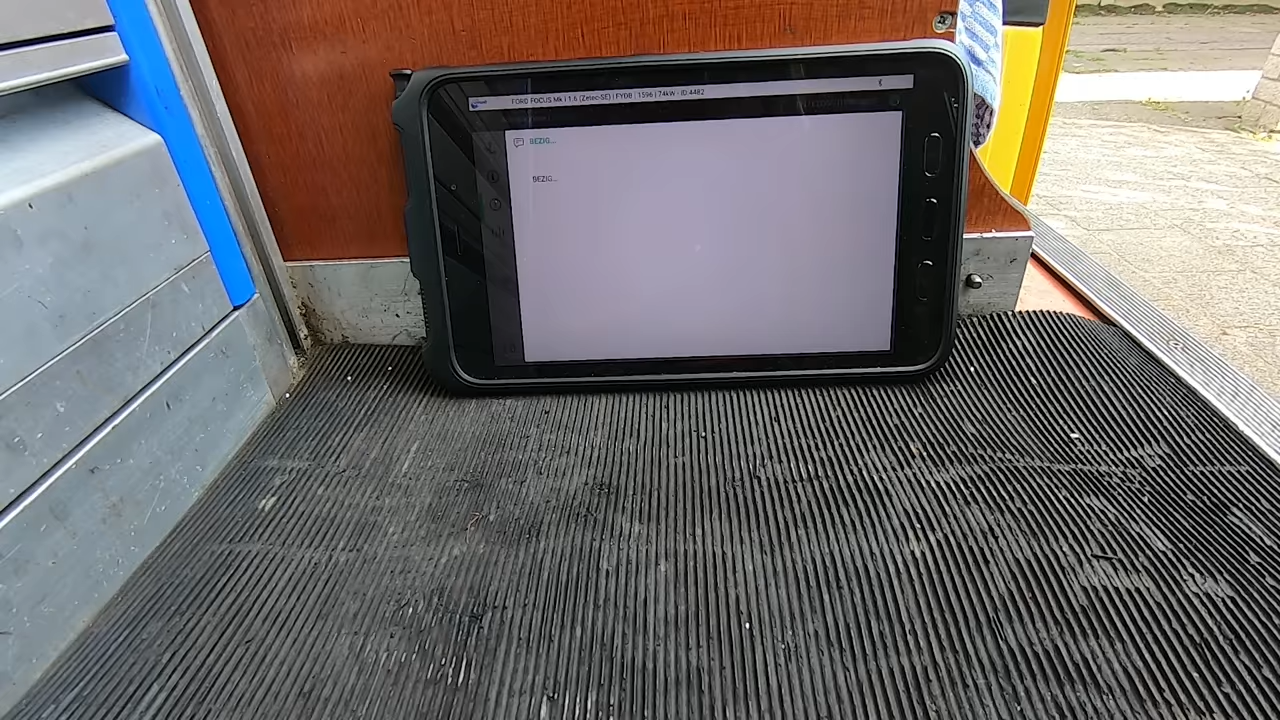 FORD FOCUS Mk I 1.6 (Zetec-SE) | FYDB | 1596 | 74kW - ID:4482
BEZIG...
BEZIG...